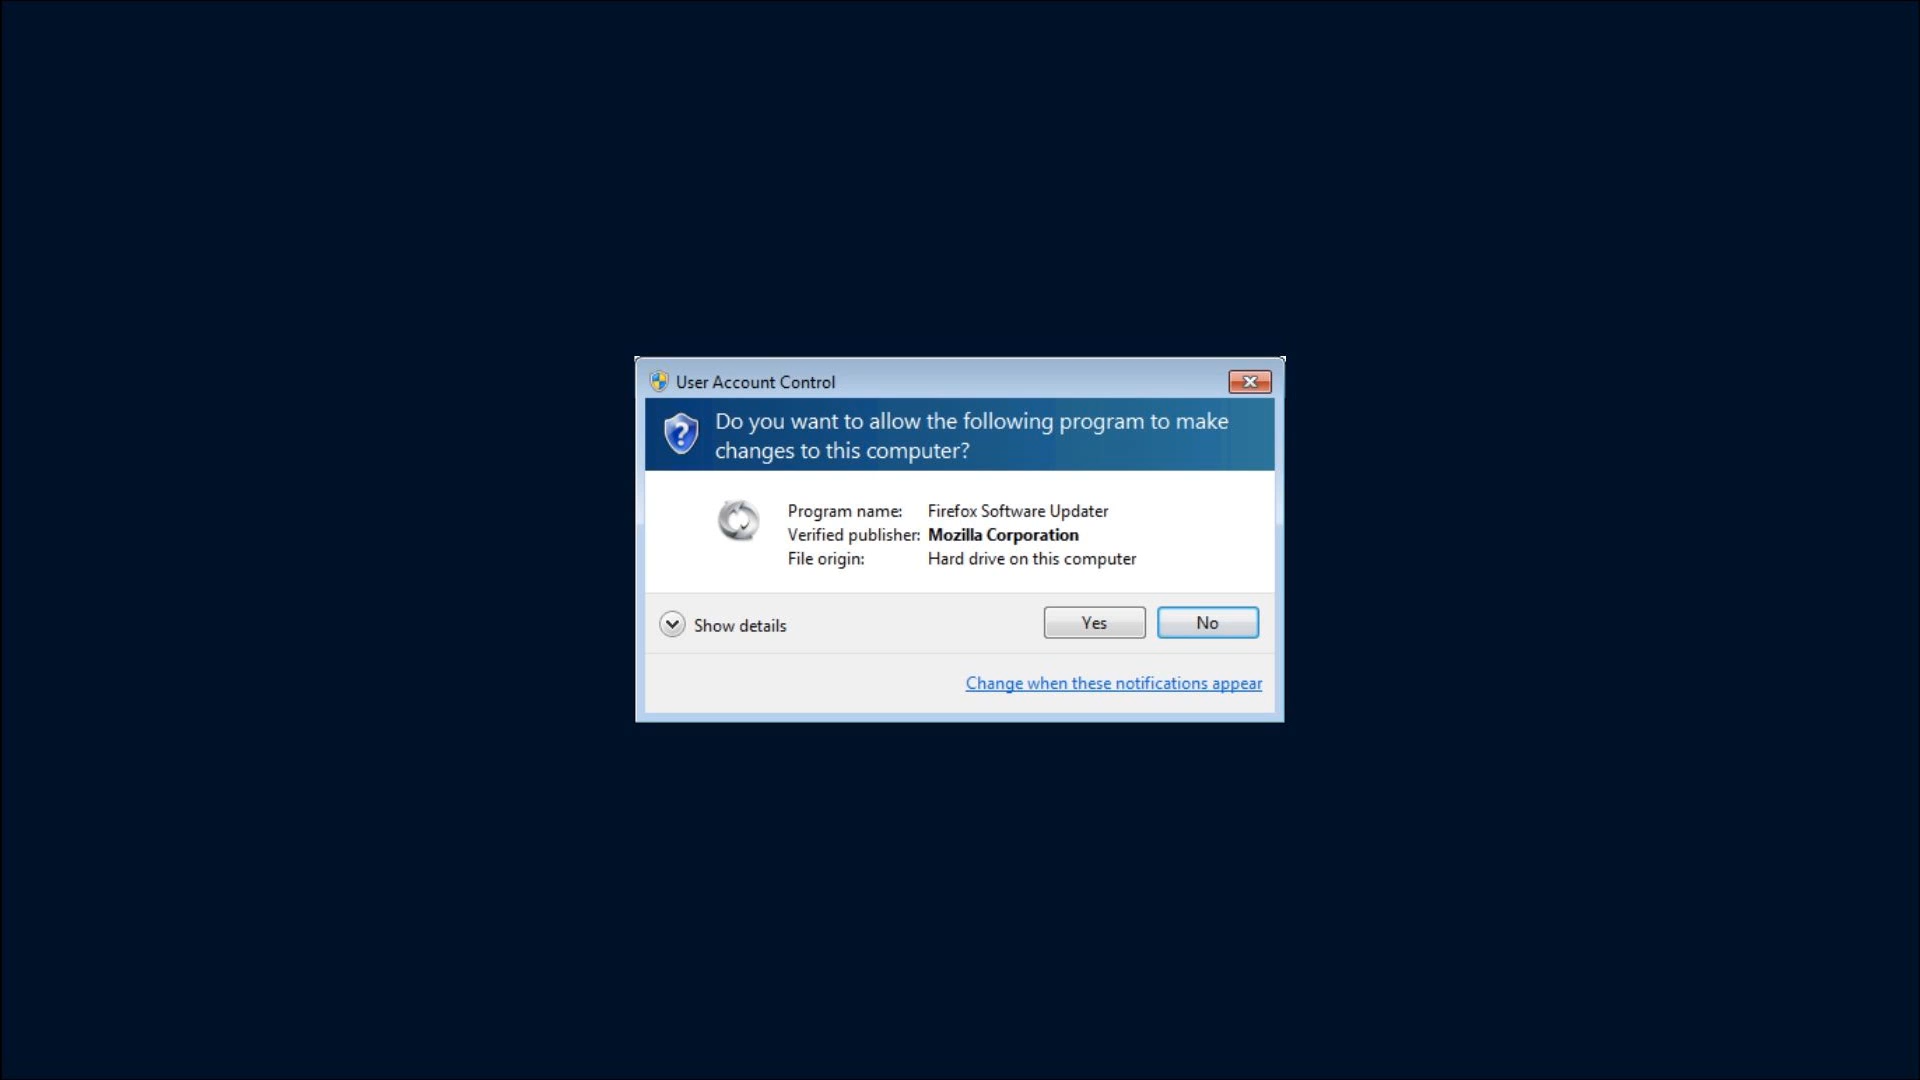 User Account Control
Do you want to allow the following program to make
changes to this computer?
Program name: Firefox Software Updater
Verified publisher: Mozilla Corporation
File origin: Hard drive on this computer
Show details
Yes
No
Change when these notifications appear